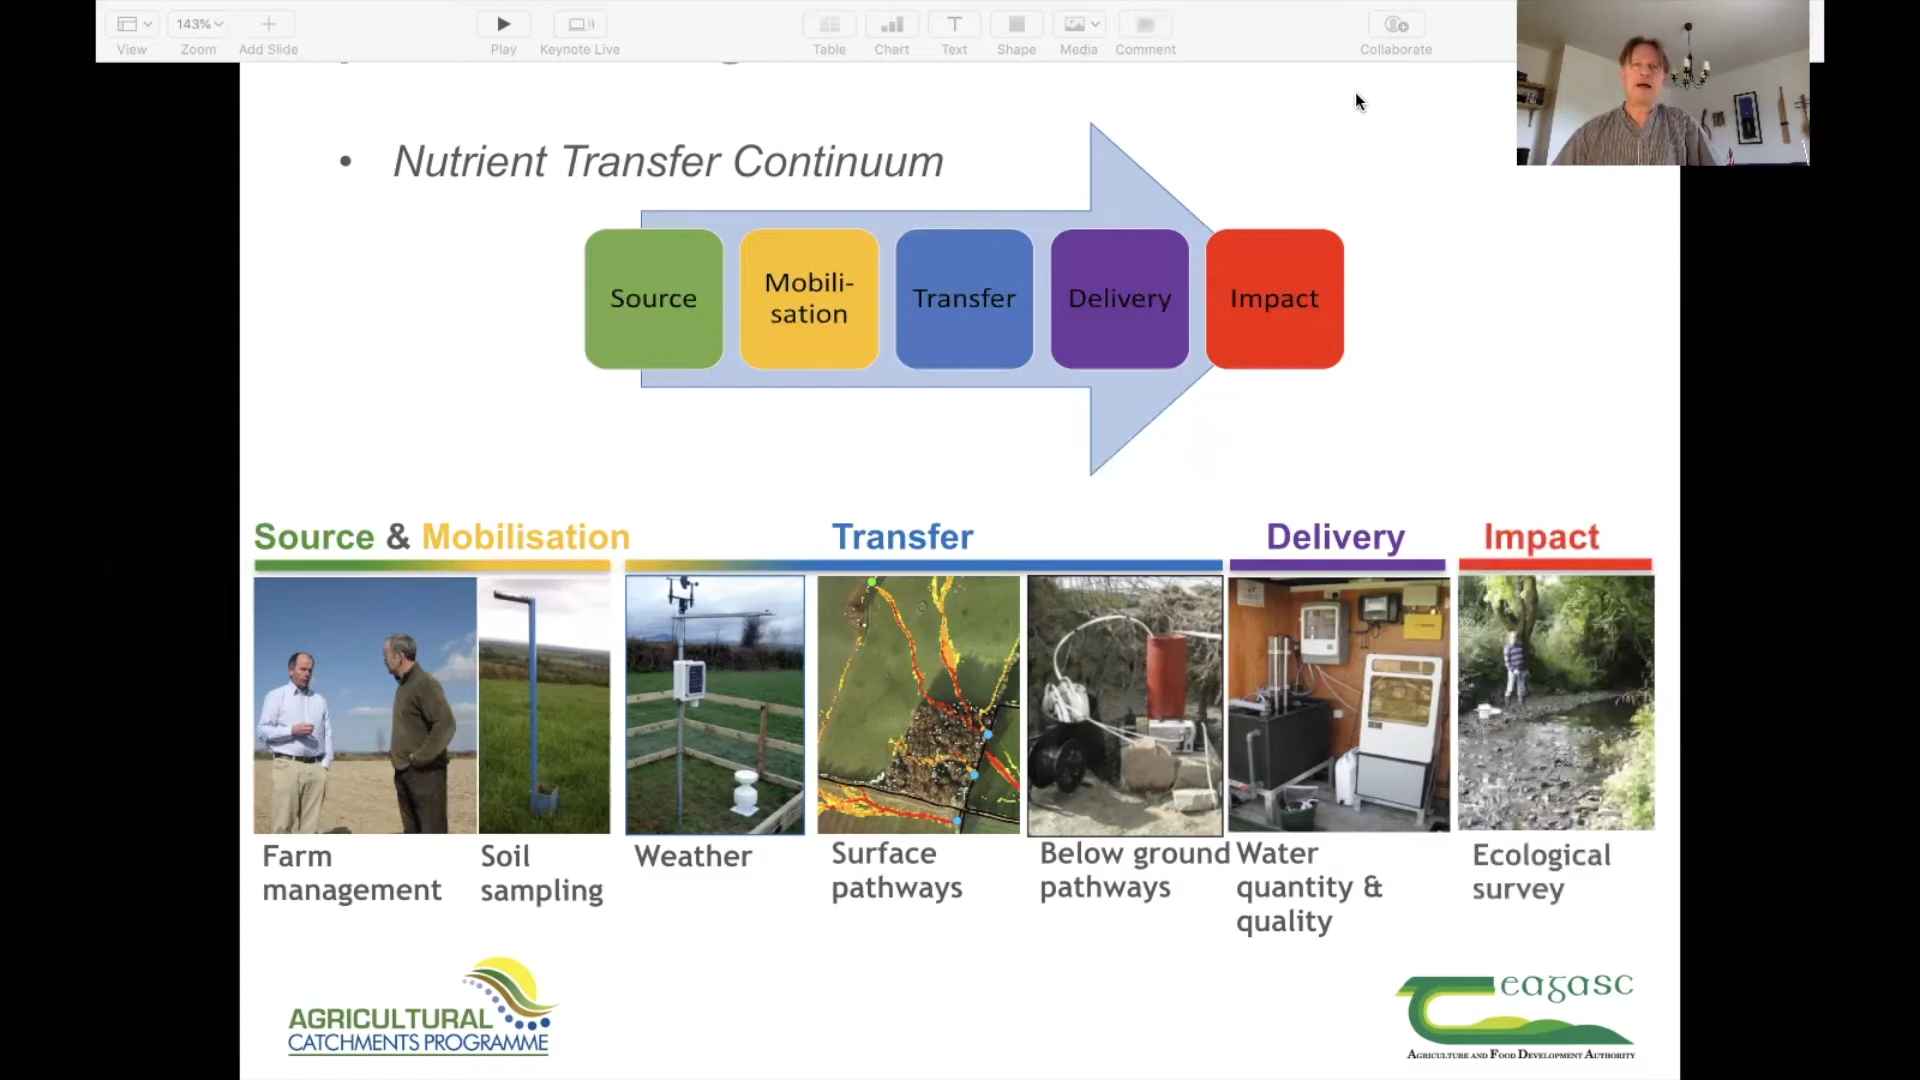 143%
View
Zoom
Add Slide
Play
Keynote Live
Table
Chart
Text
Shape
Media
Comment
Collaborate
• Nutrient Transfer Continuum
Source
Mobili-
sation
Transfer
Delivery
Impact
Source & Mobilisation
Transfer
Delivery
Impact
Farm
management
Soil
sampling
Weather
Surface
pathways
Below ground
pathways
Water
quantity &
quality
Ecological
survey
AGRICULTURAL
CATCHMENTS PROGRAMME
Teagasc
AGRICULTURE AND FOOD DEVELOPMENT AUTHORITY